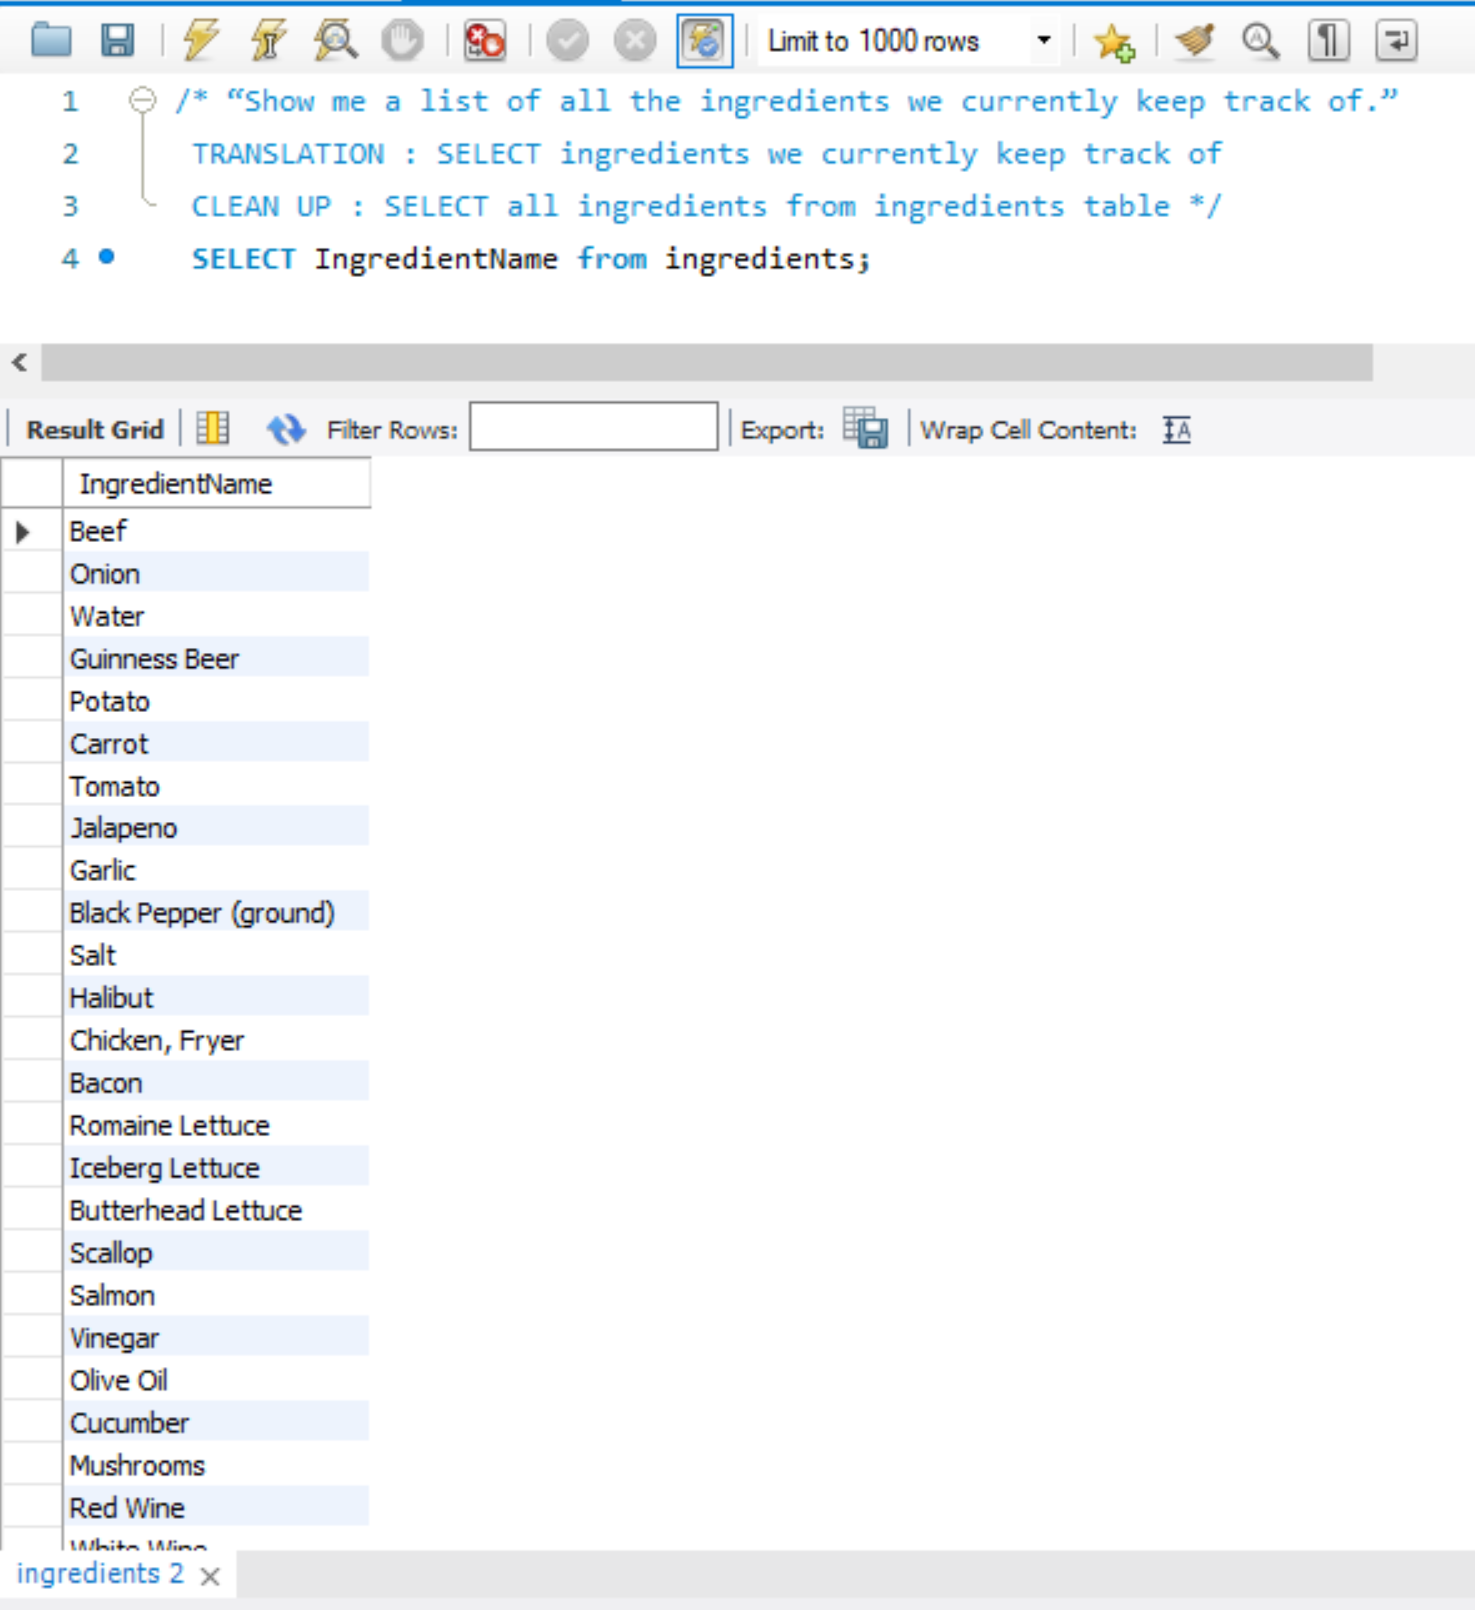 Limit to 1000 rows
1 /* “Show me a list of all the ingredients we currently keep track of.”
2 TRANSLATION : SELECT ingredients we currently keep track of
3 CLEAN UP : SELECT all ingredients from ingredients table */
4 SELECT IngredientName from ingredients;
Result Grid Filter Rows: Export: Wrap Cell Content: IA
IngredientName
Beef
Onion
Water
Guinness Beer
Potato
Carrot
Tomato
Jalapeno
Garlic
Black Pepper (ground)
Salt
Halibut
Chicken, Fryer
Bacon
Romaine Lettuce
Iceberg Lettuce
Butterhead Lettuce
Scallop
Salmon
Vinegar
Olive Oil
Cucumber
Mushrooms
Red Wine
White Wine
ingredients 2